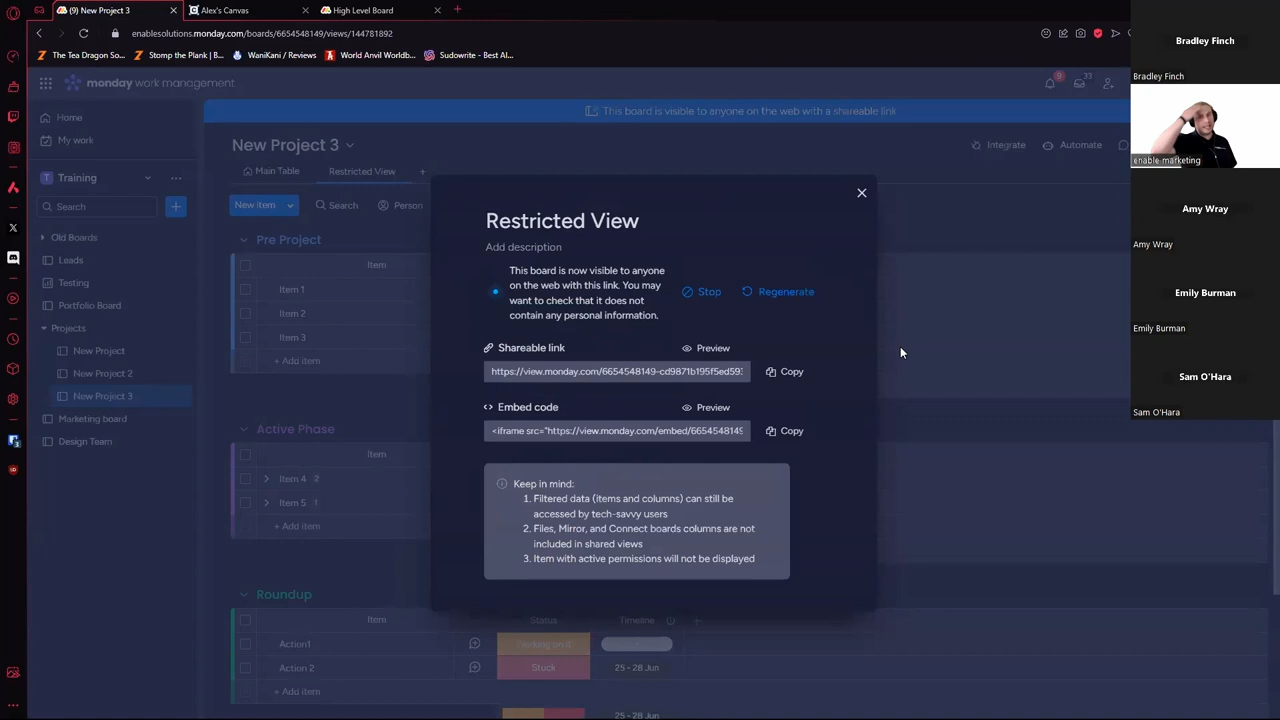 (9) New Project 3
Alex's Canvas
High Level Board
enablesolutions.monday.com/boards/6654548149/views/144781892
The Tea Dragon So...
Stomp the Plank | B...
WaniKani / Reviews
World Anvil Worldb...
Sudowrite - Best AI...
monday work management
9
33
Home
My work
Training
Search
Old Boards
Leads
Testing
Portfolio Board
Projects
New Project
New Project 2
New Project 3
Marketing board
Design Team
This board is visible to anyone on the web with a shareable link
New Project 3
Integrate
Automate
Main Table
Restricted View
New item
Search
Person
Pre Project
Item
Item 1
Item 2
Item 3
+ Add item
Active Phase
Item
Item 4 2
Item 5 1
+ Add item
Roundup
Item
Status
Timeline
Action1
Working on it
Action 2
Stuck
25 - 28 Jun
+ Add item
25 - 28 Jun
Restricted View
Add description
This board is now visible to anyone
on the web with this link. You may
want to check that it does not
contain any personal information.
Stop
Regenerate
Shareable link
Preview
https://view.monday.com/6654548149-cd9871b195f5ed593
Copy
Embed code
Preview
<iframe src="https://view.monday.com/embed/6654548149
Copy
Keep in mind:
1. Filtered data (items and columns) can still be
accessed by tech-savvy users
2. Files, Mirror, and Connect boards columns are not
included in shared views
3. Item with active permissions will not be displayed
Bradley Finch
Bradley Finch
enable marketing
Amy Wray
Amy Wray
Emily Burman
Emily Burman
Sam O'Hara
Sam O'Hara